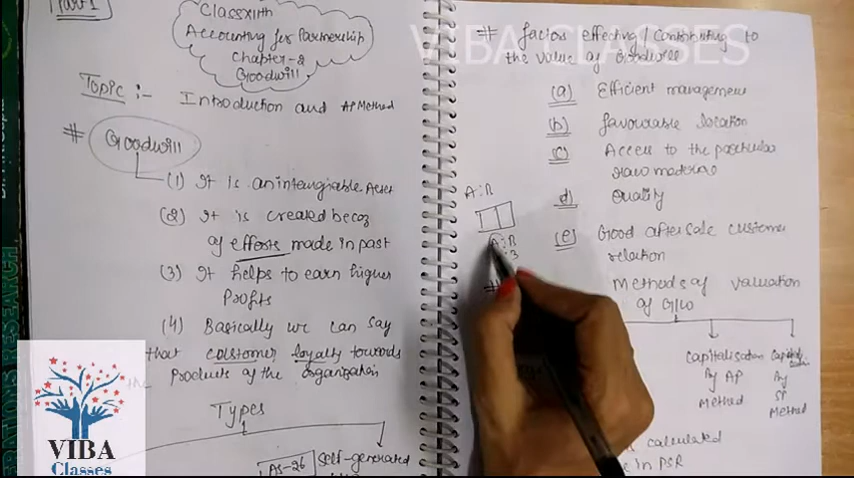 Part 1
Class XIIth
Accounting for Partnership
Chapter-2
Goodwill
Topic :- Introduction and AP Method
# Goodwill
(1) It is an intangible Asset
(2) It is created becoz
of efforts made in past
(3) It helps to earn higher
Profits
(4) Basically we can say
that customer loyalty towards
the Products of the organization
Types
AS-26 Self-generated
VIBA
Classes
VIBA CLASSES
# factors effecting / Contributing to
the value of Goodwill
(a) Efficient management
(b) favourable location
(c) Access to the particular
raw material
(d) Quality
(e) Good after sale customer
relation
A:B
A:B
:3
#
Methods of valuation
of G/W
Capitalisation
By AP
Method
By
SP
Method
calculated
in PSR